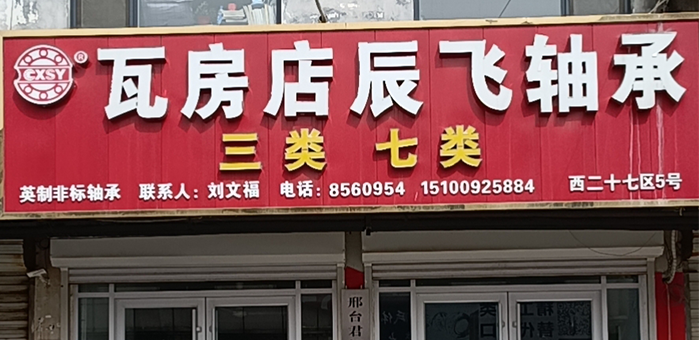 CXSY ®
瓦房店辰飞轴承
三类 七类
英制非标轴承 联系人：刘文福 电话：8560954 15100925884 西二十七区5号
邢台君